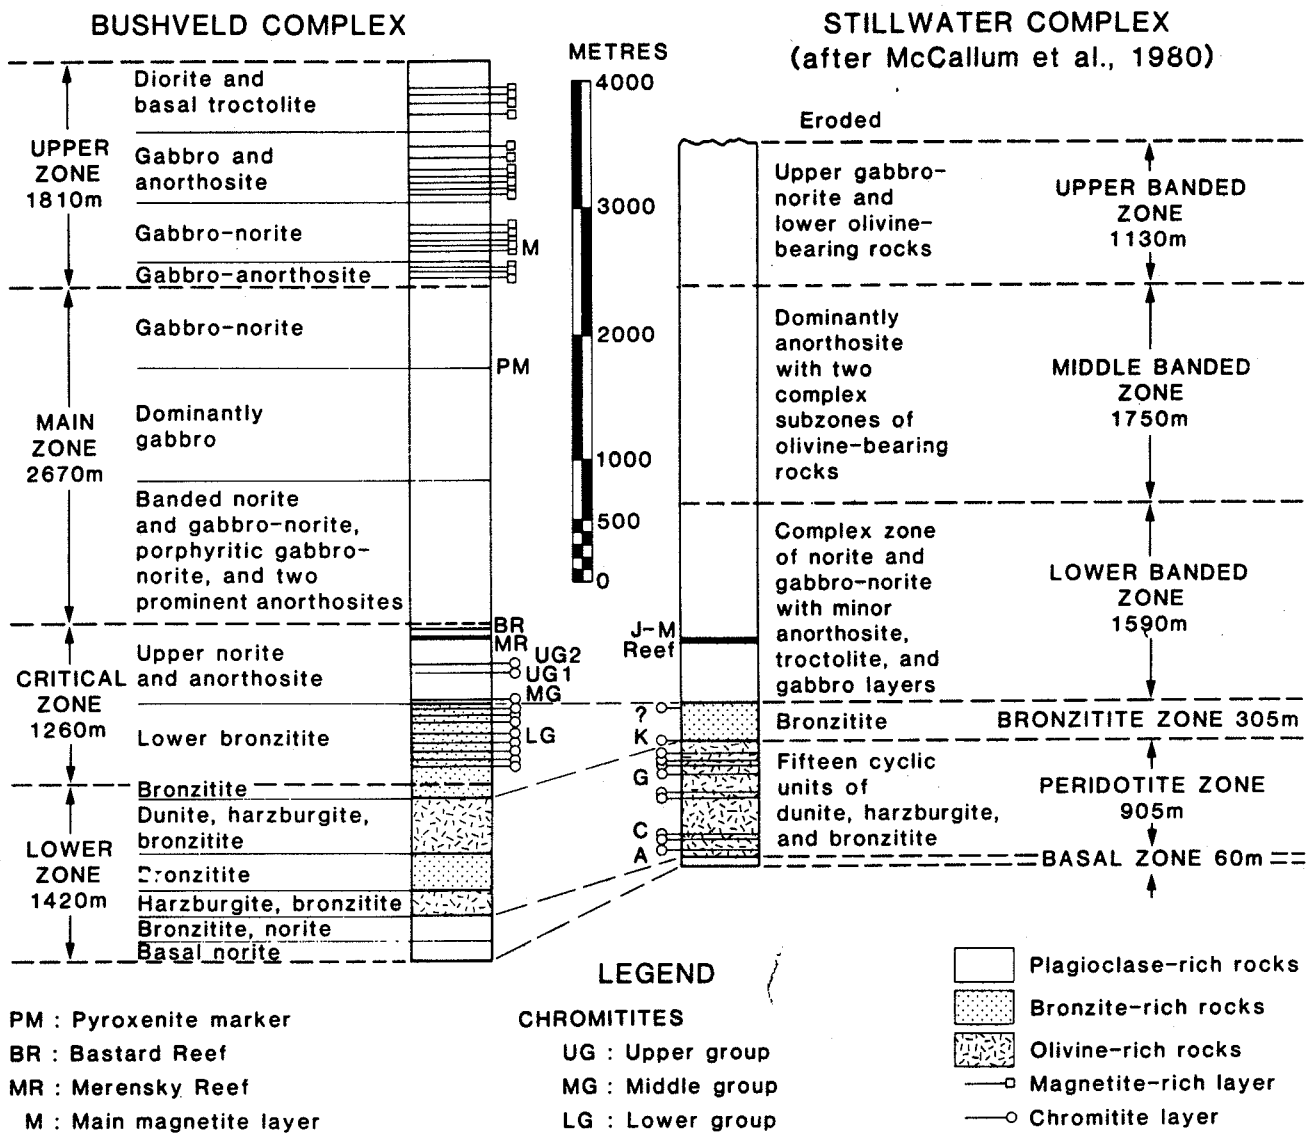 BUSHVELD COMPLEX
UPPER
ZONE
1810m
Diorite and
basal troctolite
Gabbro and
anorthosite
Gabbro-norite
M
Gabbro-anorthosite
MAIN
ZONE
2670m
Gabbro-norite
PM
Dominantly
gabbro
Banded norite
and gabbro-norite,
porphyritic gabbro-
norite, and two
prominent anorthosites
BR
MR
CRITICAL
ZONE
1260m
Upper norite
and anorthosite
UG2
UG1
MG
Lower bronzitite
LG
LOWER
ZONE
1420m
Bronzitite
Dunite, harzburgite,
bronzitite
Bronzitite
Harzburgite, bronzitite
Bronzitite, norite
Basal norite
METRES
4000
3000
2000
1000
500
0
STILLWATER COMPLEX
(after McCallum et al., 1980)
Eroded
Upper gabbro-
norite and
lower olivine-
bearing rocks
UPPER BANDED
ZONE
1130m
Dominantly
anorthosite
with two
complex
subzones of
olivine-bearing
rocks
MIDDLE BANDED
ZONE
1750m
J-M
Reef
Complex zone
of norite and
gabbro-norite
with minor
anorthosite,
troctolite, and
gabbro layers
LOWER BANDED
ZONE
1590m
?
Bronzitite
BRONZITITE ZONE 305m
K
G
C
A
Fifteen cyclic
units of
dunite, harzburgite,
and bronzitite
PERIDOTITE ZONE
905m
BASAL ZONE 60m
LEGEND
PM : Pyroxenite marker
BR : Bastard Reef
MR : Merensky Reef
M : Main magnetite layer
CHROMITITES
UG : Upper group
MG : Middle group
LG : Lower group
Plagioclase-rich rocks
Bronzite-rich rocks
Olivine-rich rocks
Magnetite-rich layer
Chromitite layer